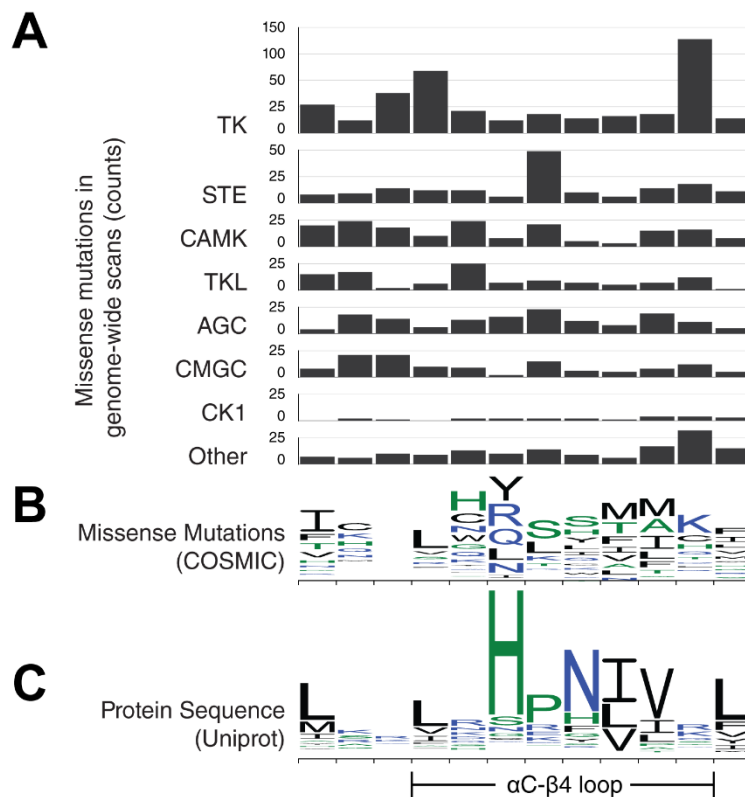 A
Missense mutations in
genome-wide scans (counts)
150
100
50
25
0
TK
50
25
0
STE
25
0
CAMK
25
0
TKL
25
0
AGC
25
0
CMGC
25
0
CK1
25
0
Other
B
Missense Mutations
(COSMIC)
I L H Y R Q L N S L S H M T F M A I K C
C
Protein Sequence
(Uniprot)
L M L H S P N H I L V V I L F
αC-β4 loop